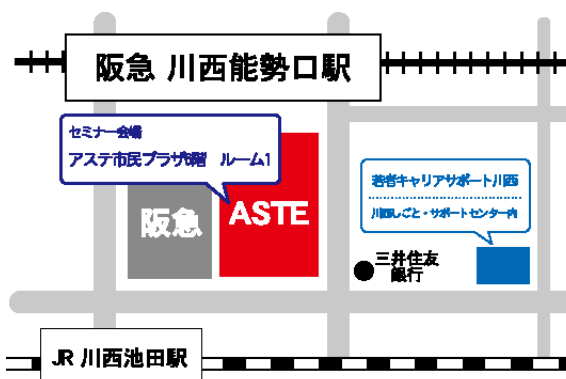 阪急 川西能勢口駅
セミナー会場
アステ市民プラザ6階 ルーム1
阪急
ASTE
若者キャリアサポート川西
川西しごと・サポートセンター内
三井住友
銀行
JR 川西池田駅